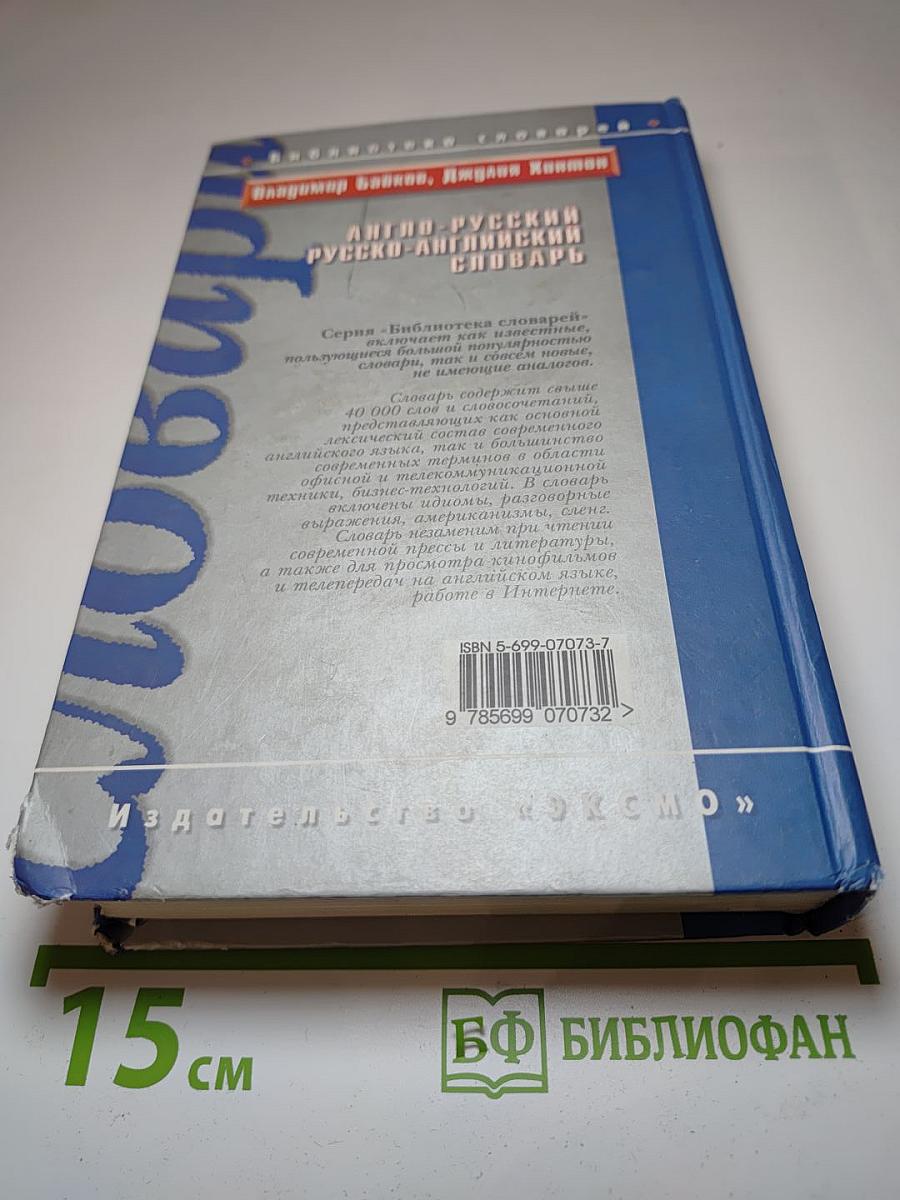 Библиотека словарей
Владимир Байков, Джулия Хинтон
АНГЛО-РУССКИЙ
РУССКО-АНГЛИЙСКИЙ
СЛОВАРЬ
Словари
Серия «Библиотека словарей»
включает как известные,
пользующиеся большой популярностью
словари, так и совсем новые,
не имеющие аналогов.
Словарь содержит свыше
40 000 слов и словосочетаний,
представляющих как основной
лексический состав современного
английского языка, так и большинство
современных терминов в области
офисной и телекоммуникационной
техники, бизнес-технологий. В словарь
включены идиомы, разговорные
выражения, американизмы, сленг.
Словарь незаменим при чтении
современной прессы и литературы,
а также для просмотра кинофильмов
и телепередач на английском языке,
работе в Интернете.
ISBN 5-699-07073-7
9 785699 070732 >
Издательство «ЭКСМО»
15 см
БФ БИБЛИОФАН